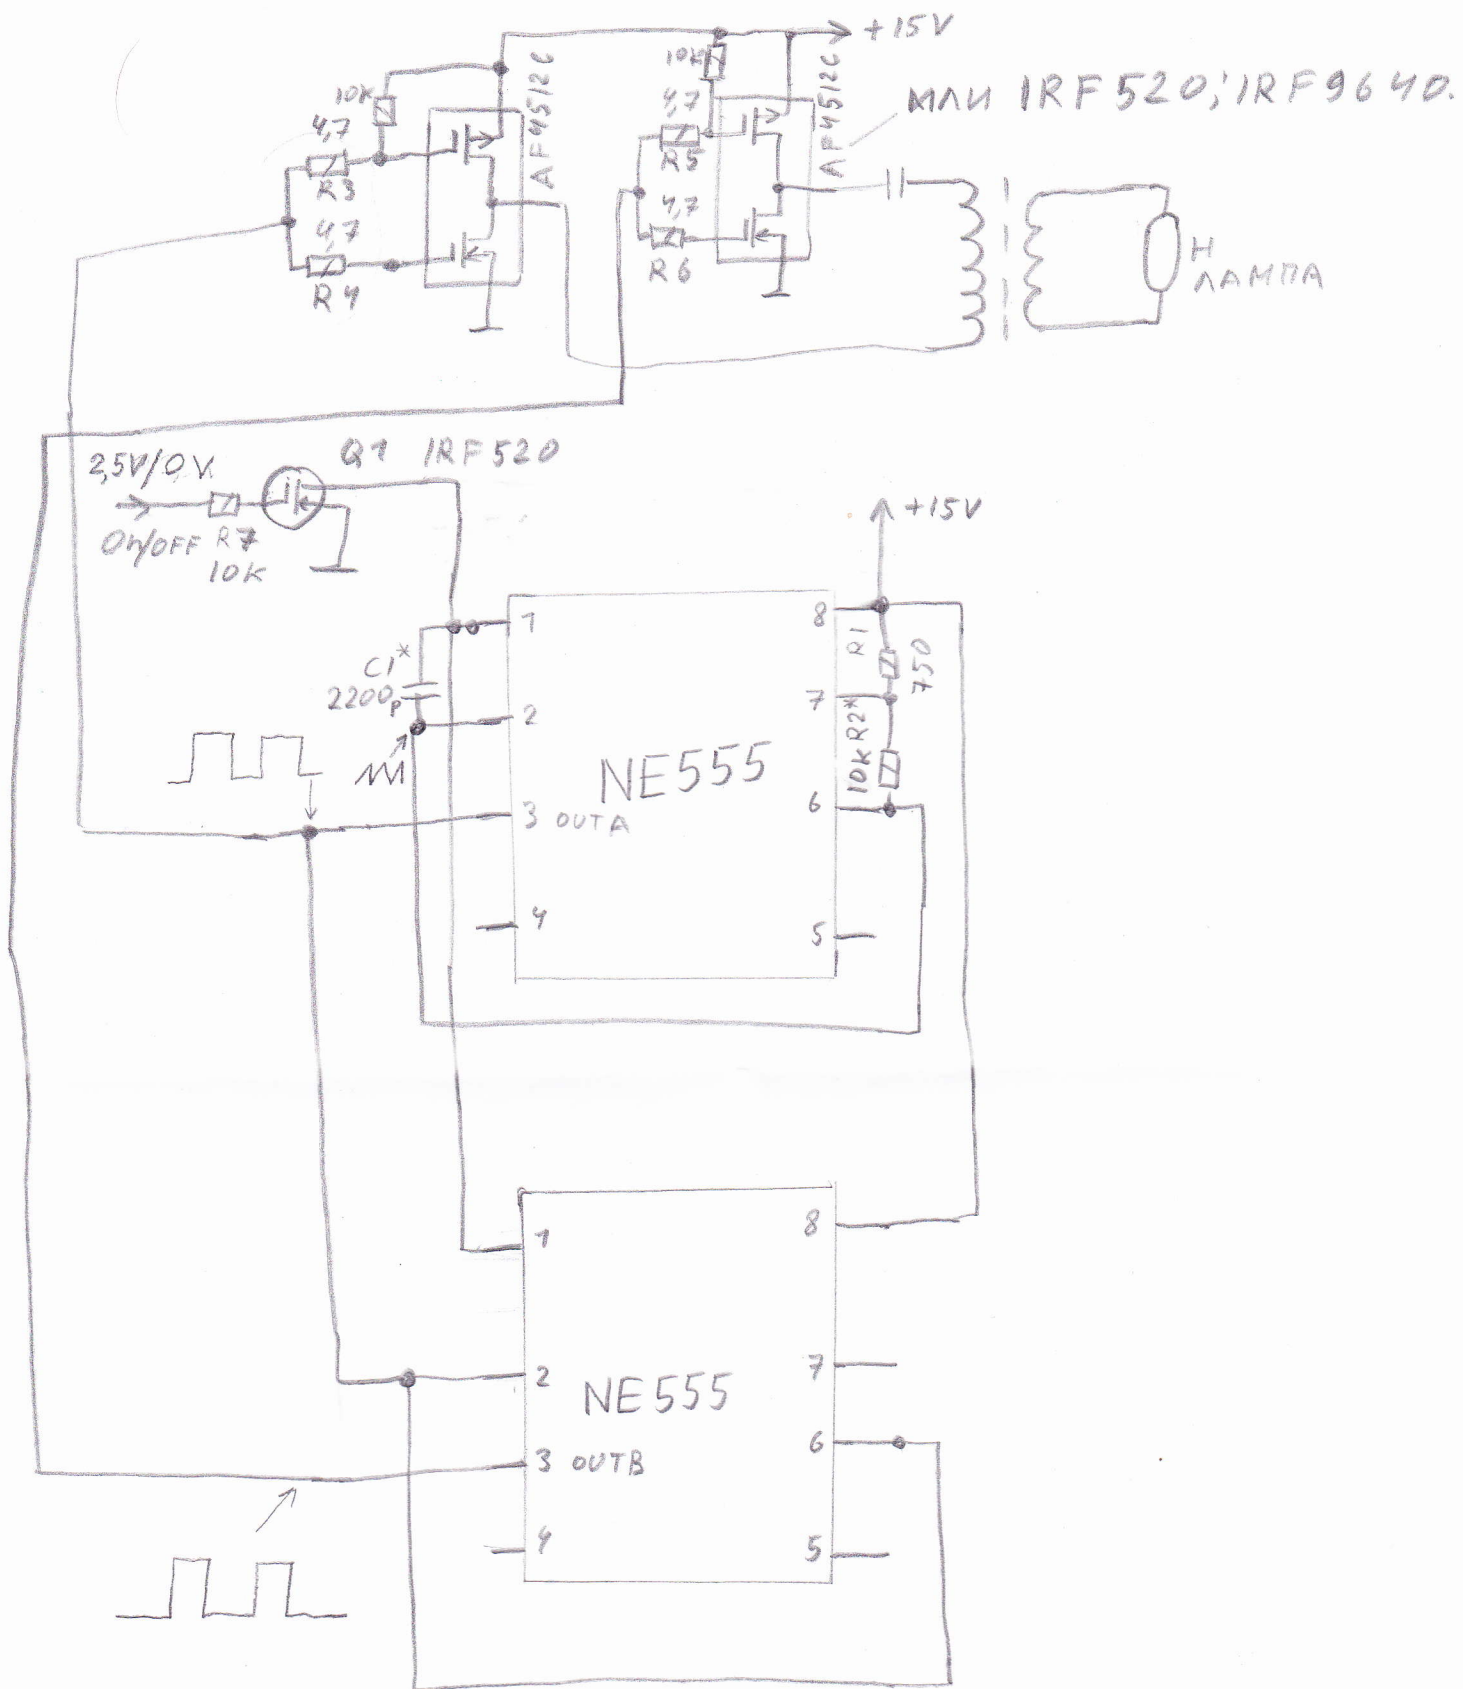 +15V
10K
AF4512C
10K
4,7
R3
4,7
R4
4,7
R5
4,7
R6
AF4512C
ИЛИ IRF520; IRF9640.
Н
ЛАМПА
Q1 IRF520
2,5V/0V
On/OFF R7
10K
+15V
1
8
R1
750
C1*
2200p
2
7
R2*
10K
NE555
6
3 OUTA
4
5
1
8
2
7
NE555
6
3 OUTB
4
5